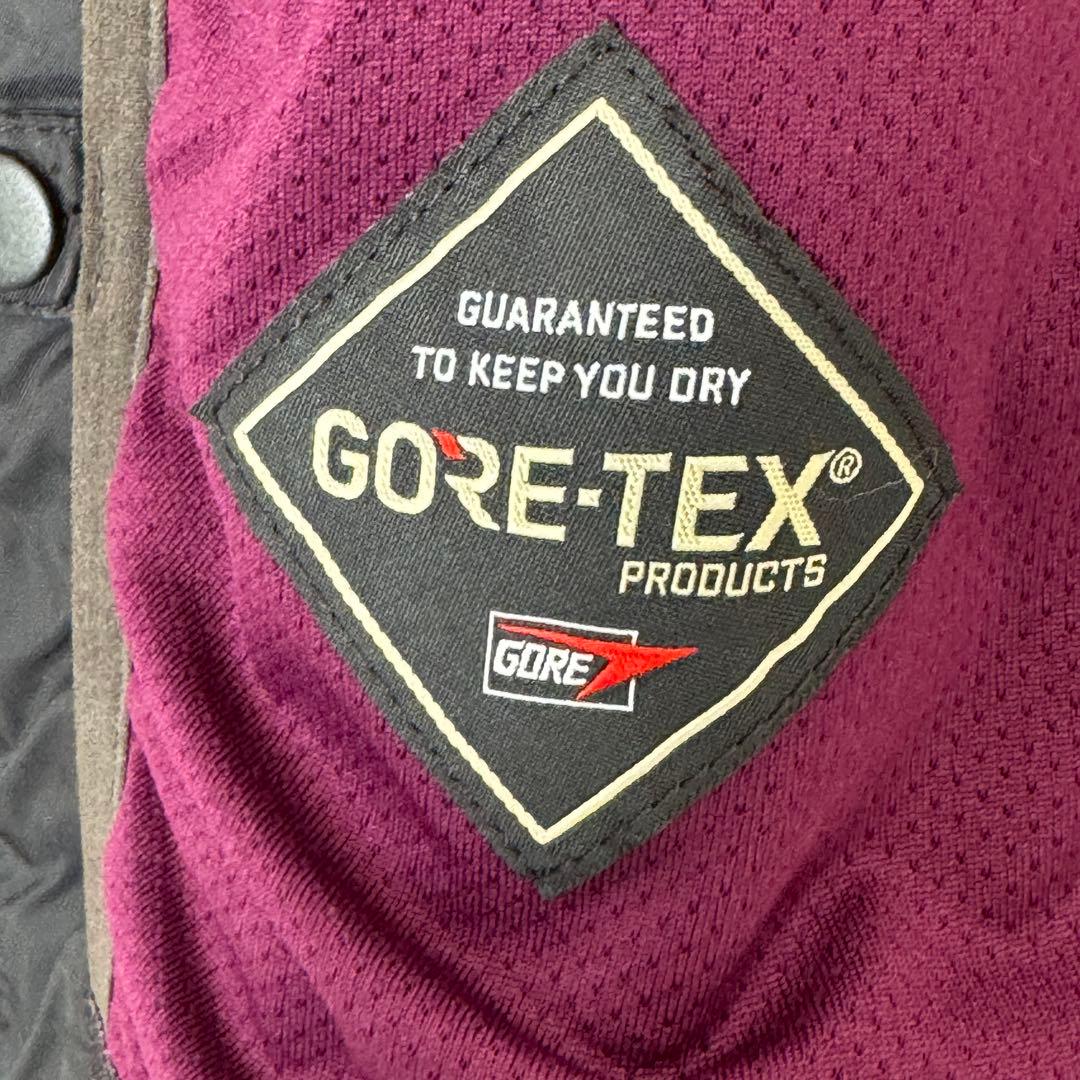 GUARANTEED
TO KEEP YOU DRY
GORE-TEX®
PRODUCTS
GORE